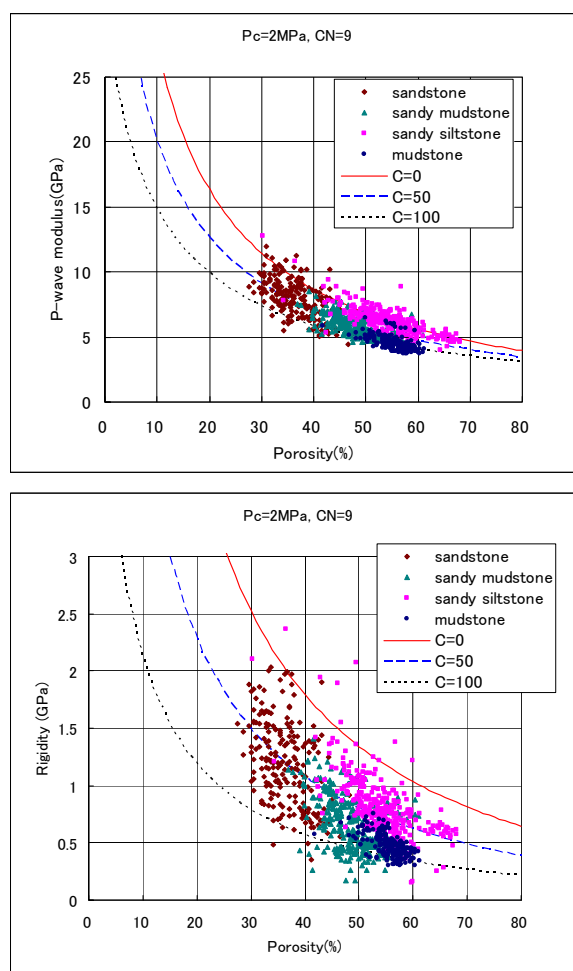 Pc=2MPa, CN=9
25
20
15
10
5
0
P-wave modulus(GPa)
sandstone
sandy mudstone
sandy siltstone
mudstone
C=0
C=50
C=100
0 10 20 30 40 50 60 70 80
Porosity(%)
Pc=2MPa, CN=9
3
2.5
2
1.5
1
0.5
0
Rigidity (GPa)
sandstone
sandy mudstone
sandy siltstone
mudstone
C=0
C=50
C=100
0 10 20 30 40 50 60 70 80
Porosity(%)